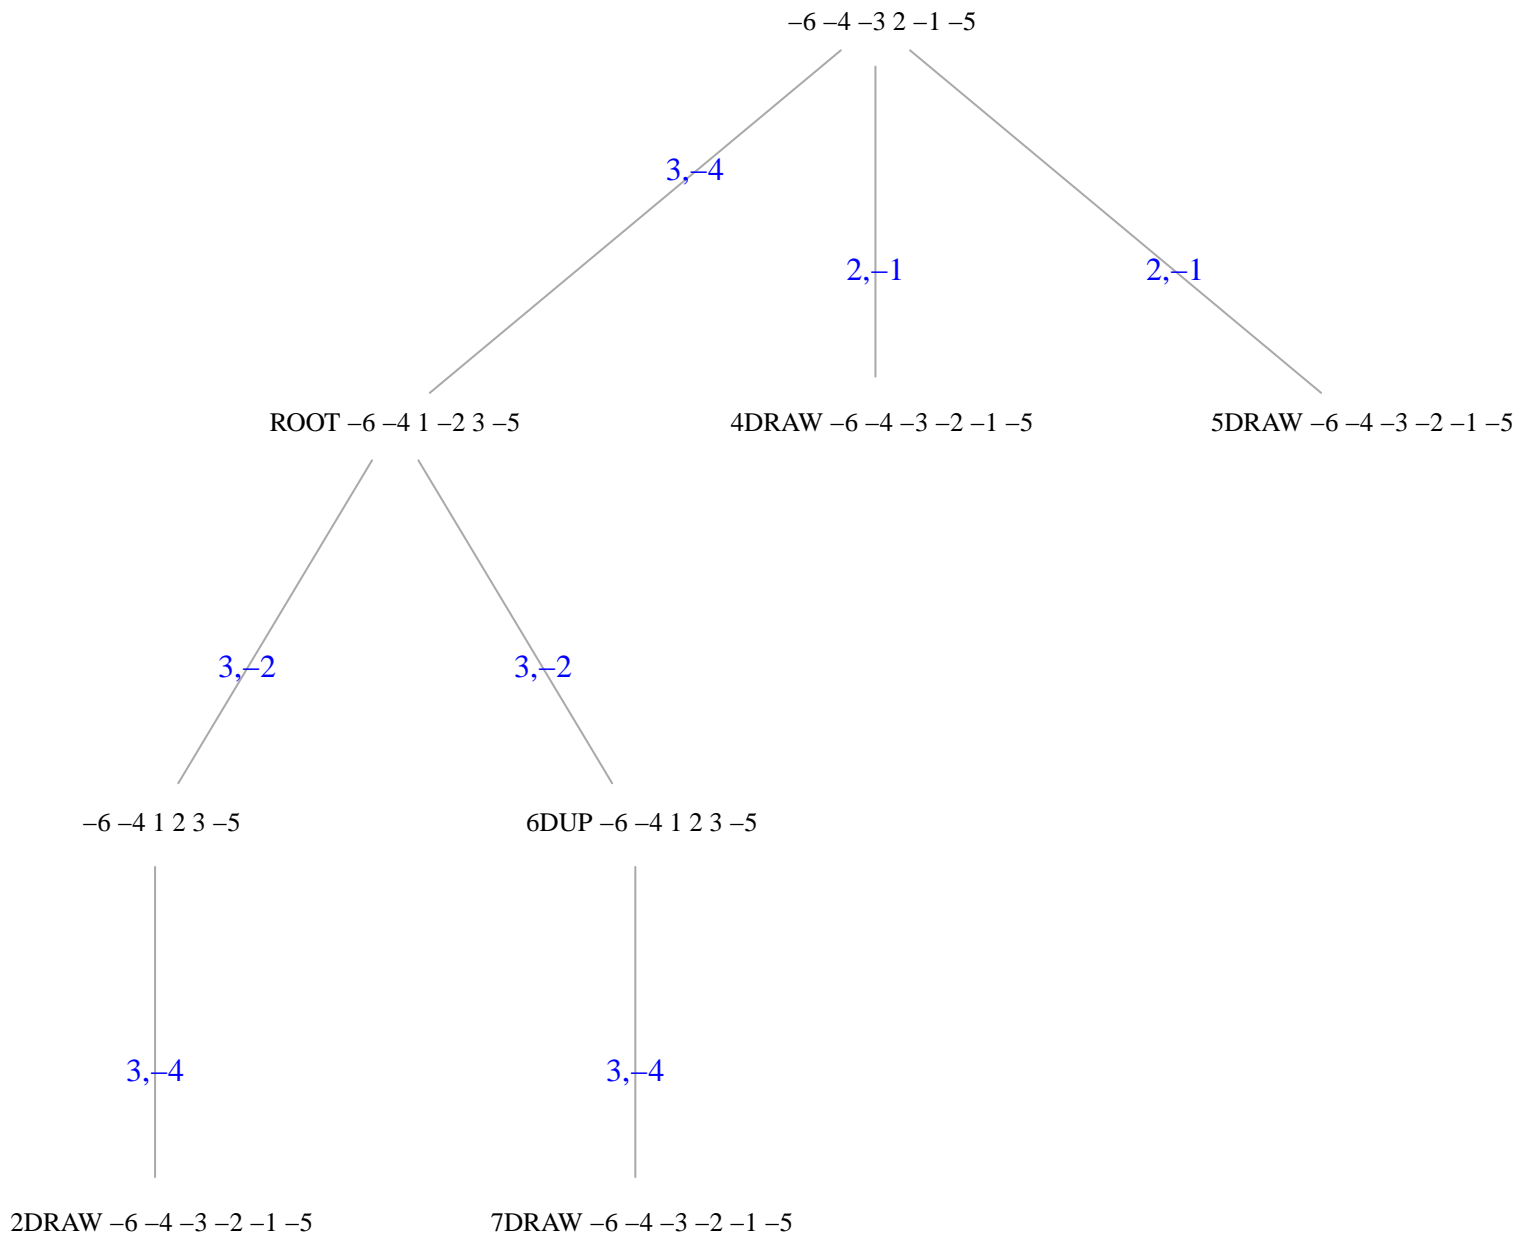 –6 –4 –3 2 –1 –5
3,–4
2,–1
2,–1
ROOT –6 –4 1 –2 3 –5
4DRAW –6 –4 –3 –2 –1 –5
5DRAW –6 –4 –3 –2 –1 –5
3,–2
3,–2
–6 –4 1 2 3 –5
6DUP –6 –4 1 2 3 –5
3,–4
3,–4
2DRAW –6 –4 –3 –2 –1 –5
7DRAW –6 –4 –3 –2 –1 –5